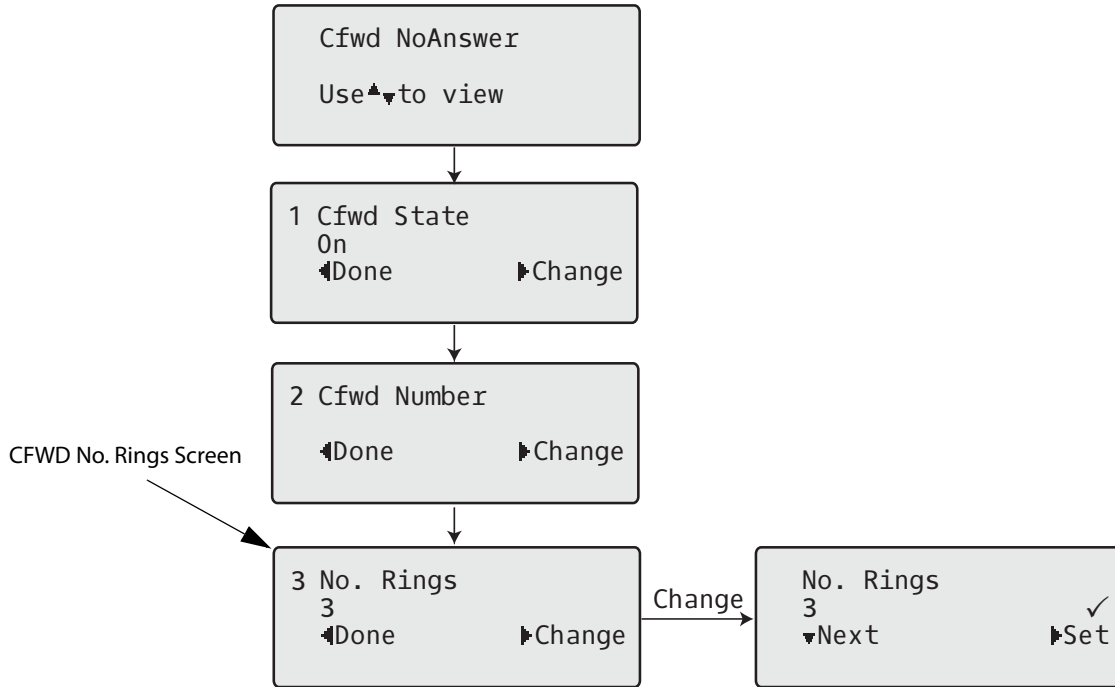 Cfwd NoAnswer
Use▲▼to view
1 Cfwd State
On
◀Done ▶Change
2 Cfwd Number
◀Done ▶Change
CFWD No. Rings Screen
3 No. Rings
3
◀Done ▶Change
Change
No. Rings
3 ✓
▼Next ▶Set